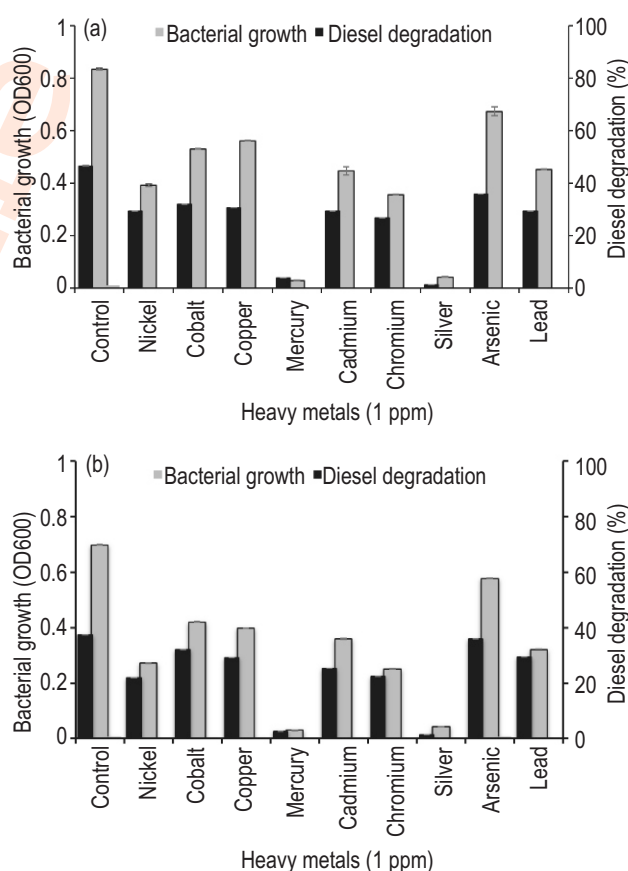 (a)
Bacterial growth Diesel degradation
Bacterial growth (OD600)
1
0.8
0.6
0.4
0.2
0
Diesel degradation (%)
100
80
60
40
20
0
Control Nickel Cobalt Copper Mercury Cadmium Chromium Silver Arsenic Lead
Heavy metals (1 ppm)
(b)
Bacterial growth Diesel degradation
Bacterial growth (OD600)
1
0.8
0.6
0.4
0.2
0
Diesel degradation (%)
100
80
60
40
20
0
Control Nickel Cobalt Copper Mercury Cadmium Chromium Silver Arsenic Lead
Heavy metals (1 ppm)